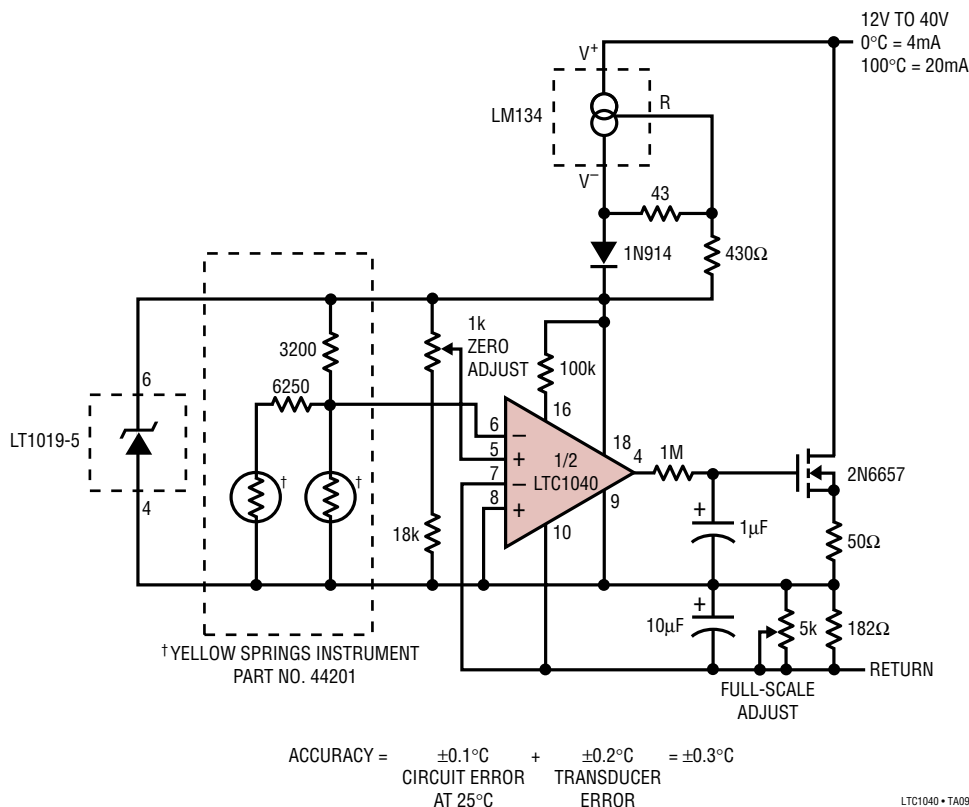 12V TO 40V
0°C = 4mA
100°C = 20mA
V+
LM134
R
V−
43
1N914
430Ω
3200
1k
ZERO
ADJUST
6250
100k
6
LT1019-5
4
†
†
18k
16
6
−
5
+
7
−
8
+
1/2
LTC1040
18
4
9
10
1M
2N6657
+
1µF
50Ω
+
10µF
5k
182Ω
RETURN
FULL-SCALE
ADJUST
†YELLOW SPRINGS INSTRUMENT
PART NO. 44201
ACCURACY = ±0.1°C + ±0.2°C = ±0.3°C
CIRCUIT ERROR TRANSDUCER
AT 25°C ERROR
LTC1040 • TA09